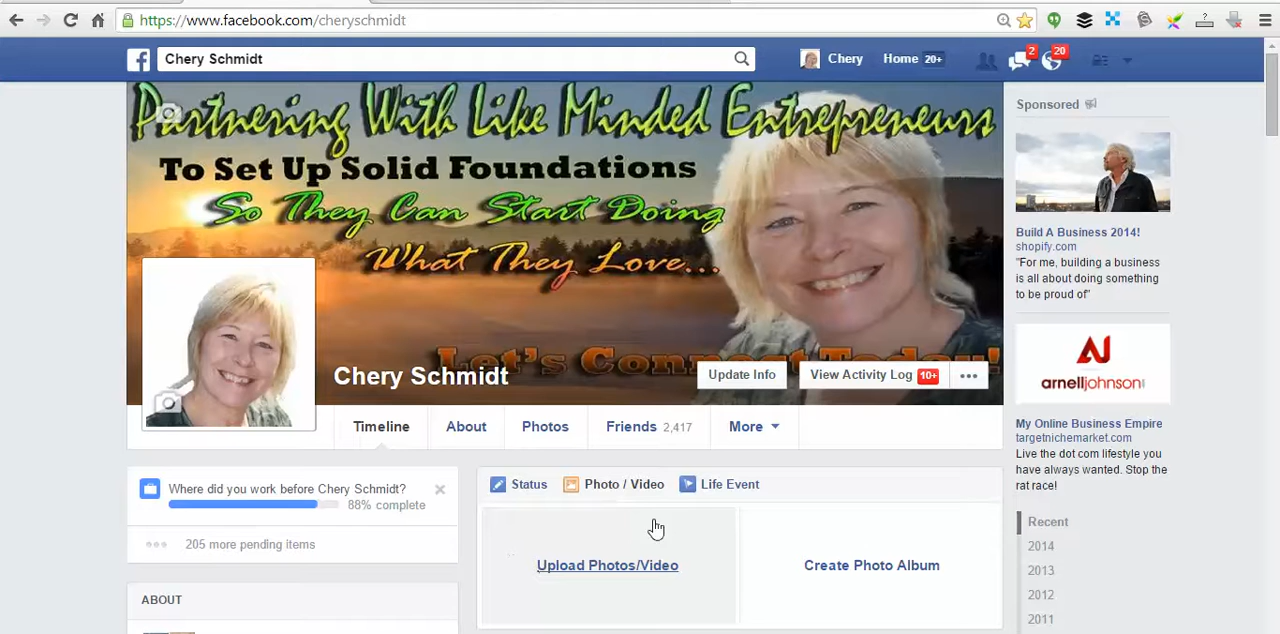 https://www.facebook.com/cheryschmidt
Chery Schmidt
Chery
Home 20+
2
20
Partnering With Like Minded Entrepreneurs
To Set Up Solid Foundations
So They Can Start Doing
What They Love...
Let's Connect Today!
Chery Schmidt
Update Info
View Activity Log 10+
Timeline
About
Photos
Friends 2,417
More
Where did you work before Chery Schmidt?
88% complete
205 more pending items
ABOUT
Status
Photo / Video
Life Event
Upload Photos/Video
Create Photo Album
Sponsored
Build A Business 2014!
shopify.com
"For me, building a business
is all about doing something
to be proud of"
AJ
arnelljohnson
My Online Business Empire
targetnichemarket.com
Live the dot com lifestyle you
have always wanted. Stop the
rat race!
Recent
2014
2013
2012
2011